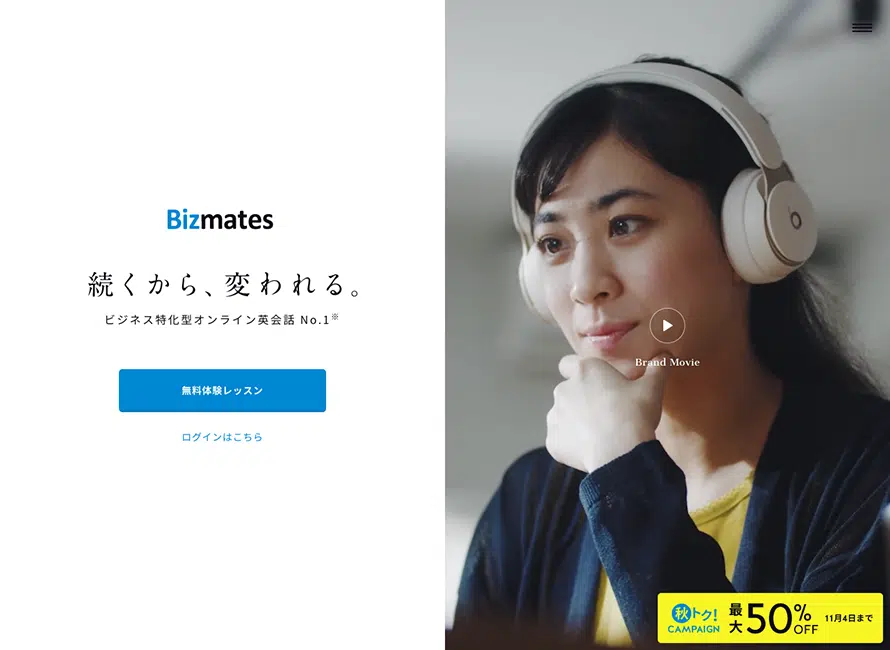 Bizmates
続くから、変われる。
ビジネス特化型オンライン英会話 No.1※
無料体験レッスン
ログインはこちら
Brand Movie
秋トク!
CAMPAIGN
最大50%OFF
11月4日まで